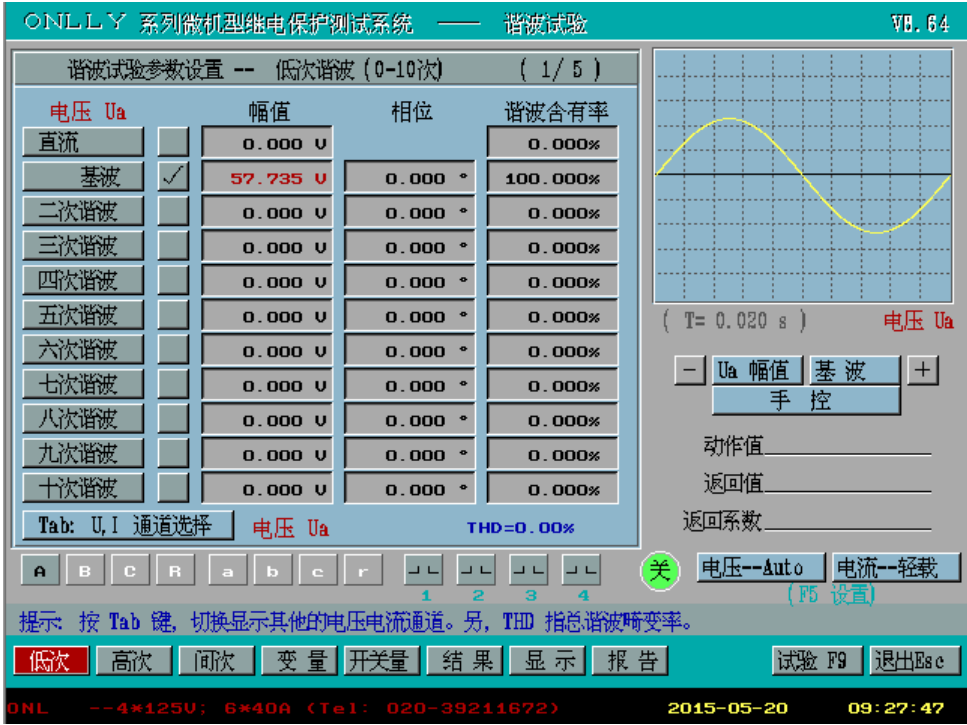 ONLLY 系列微机型继电保护测试系统 —— 谐波试验 V8.64
谐波试验参数设置 -- 低次谐波 (0-10次) ( 1/ 5 )
电压 Ua 幅值 相位 谐波含有率
直流 0.000 V 0.000%
基波 ✓ 57.735 V 0.000 ° 100.000%
二次谐波 0.000 V 0.000 ° 0.000%
三次谐波 0.000 V 0.000 ° 0.000%
四次谐波 0.000 V 0.000 ° 0.000%
五次谐波 0.000 V 0.000 ° 0.000%
六次谐波 0.000 V 0.000 ° 0.000%
七次谐波 0.000 V 0.000 ° 0.000%
八次谐波 0.000 V 0.000 ° 0.000%
九次谐波 0.000 V 0.000 ° 0.000%
十次谐波 0.000 V 0.000 ° 0.000%
Tab: U,I 通道选择 电压 Ua THD=0.00%
( T= 0.020 s ) 电压 Ua
- Ua 幅值 基 波 +
手 控
动作值
返回值
返回系数
A B C R a b c r
1 2 3 4
关 电压--Auto 电流--轻载
(F5 设置)
提示: 按 Tab 键, 切换显示其他的电压电流通道。另, THD 指总谐波畸变率。
低次 高次 间次 变 量 开关量 结 果 显 示 报 告 试验 F9 退出Esc
ONL --4*125V; 6*40A (Tel: 020-39211672) 2015-05-20 09:27:47